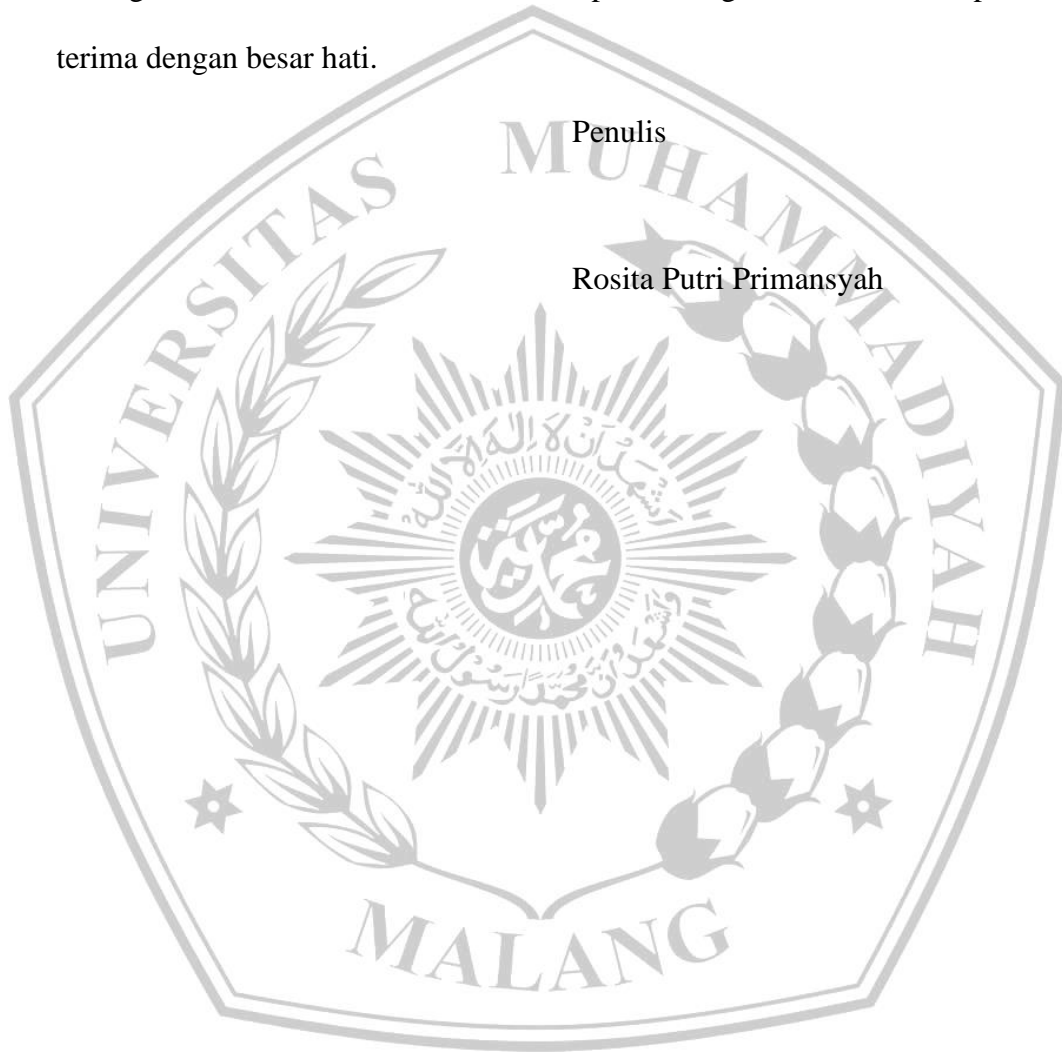 terima dengan besar hati.
Penulis
Rosita Putri Primansyah
UNIVERSITAS MUHAMMADIYAH
MALANG